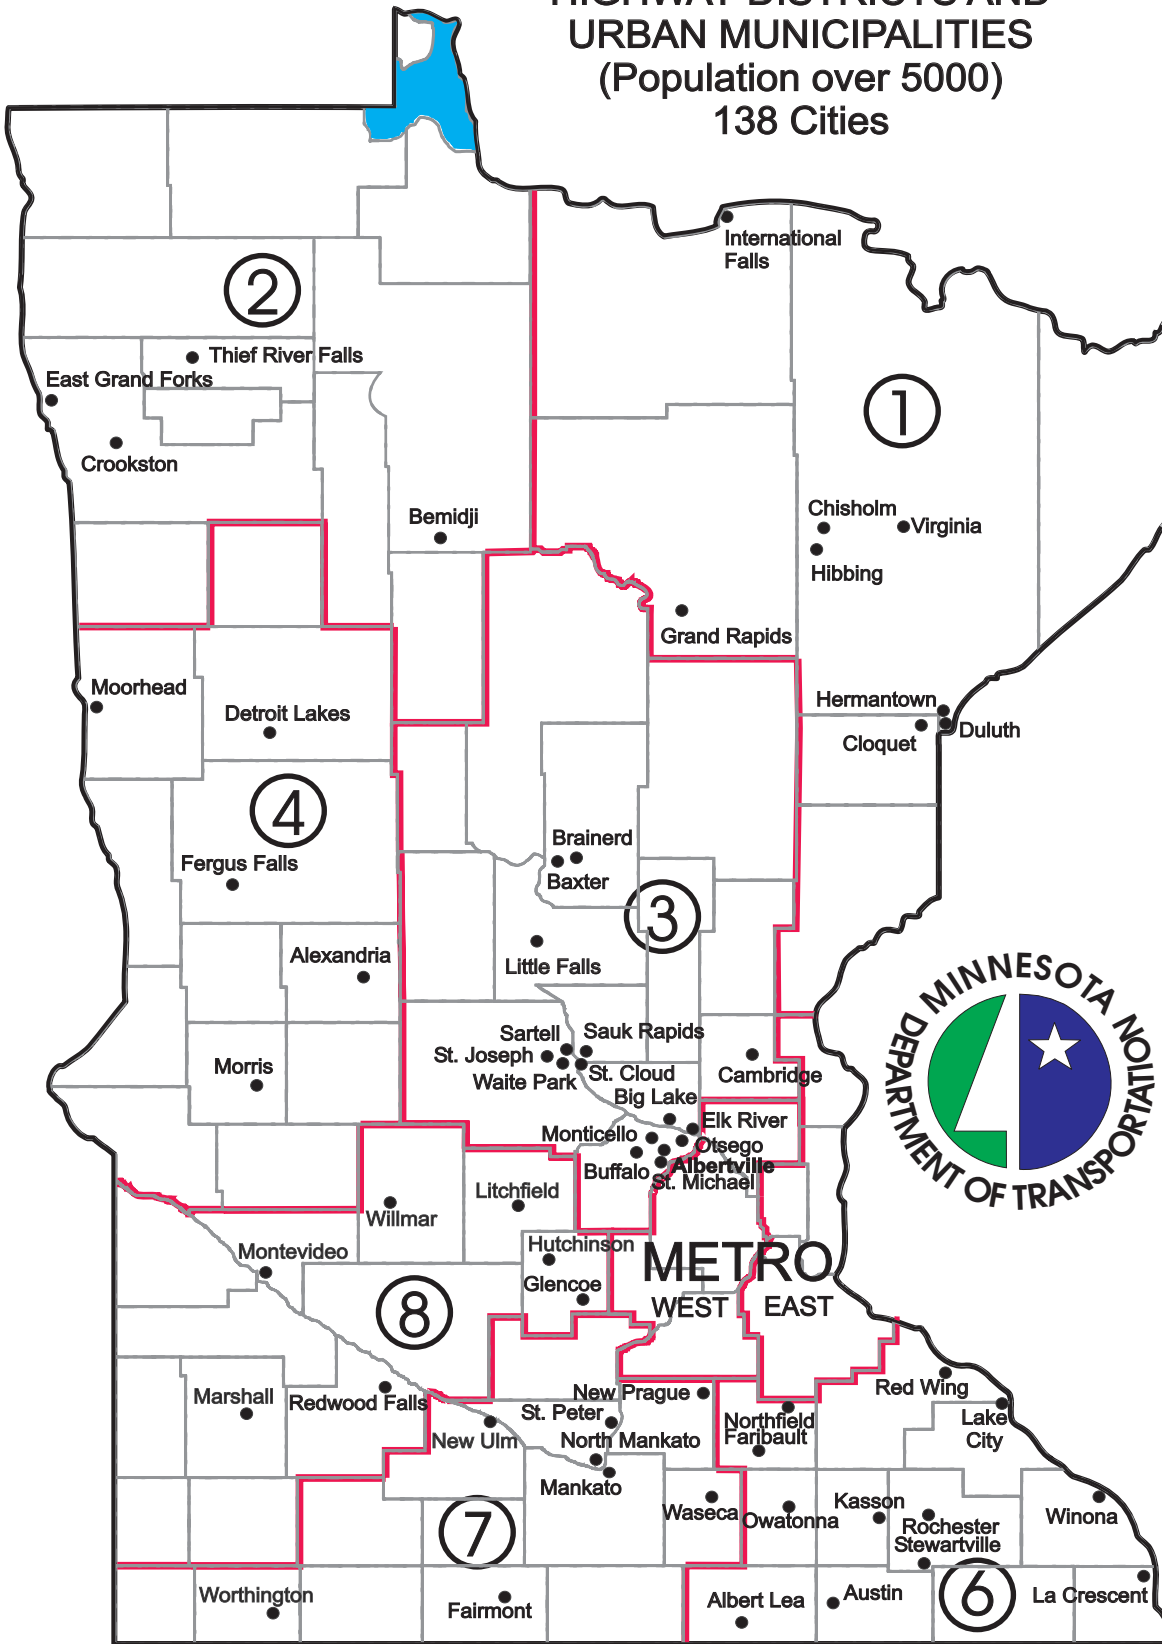 HIGHWAY DISTRICTS AND
URBAN MUNICIPALITIES
(Population over 5000)
138 Cities
International
Falls
2
Thief River Falls
East Grand Forks
1
Crookston
Chisholm
Virginia
Bemidji
Hibbing
Grand Rapids
Moorhead
Hermantown
Detroit Lakes
Duluth
Cloquet
4
Brainerd
Fergus Falls
Baxter
3
Alexandria
Little Falls
MINNESOTA
DEPARTMENT OF TRANSPORTATION
Sartell
Sauk Rapids
St. Joseph
Morris
Waite Park
St. Cloud
Cambridge
Big Lake
Elk River
Monticello
Otsego
Albertville
Buffalo
St. Michael
Litchfield
Willmar
Hutchinson
Montevideo
METRO
Glencoe
WEST
EAST
8
Red Wing
Marshall
Redwood Falls
New Prague
St. Peter
Northfield
Lake
City
New Ulm
North Mankato
Faribault
Mankato
Kasson
Waseca
Owatonna
Winona
7
Rochester
Stewartville
Worthington
6
Fairmont
Albert Lea
Austin
La Crescent